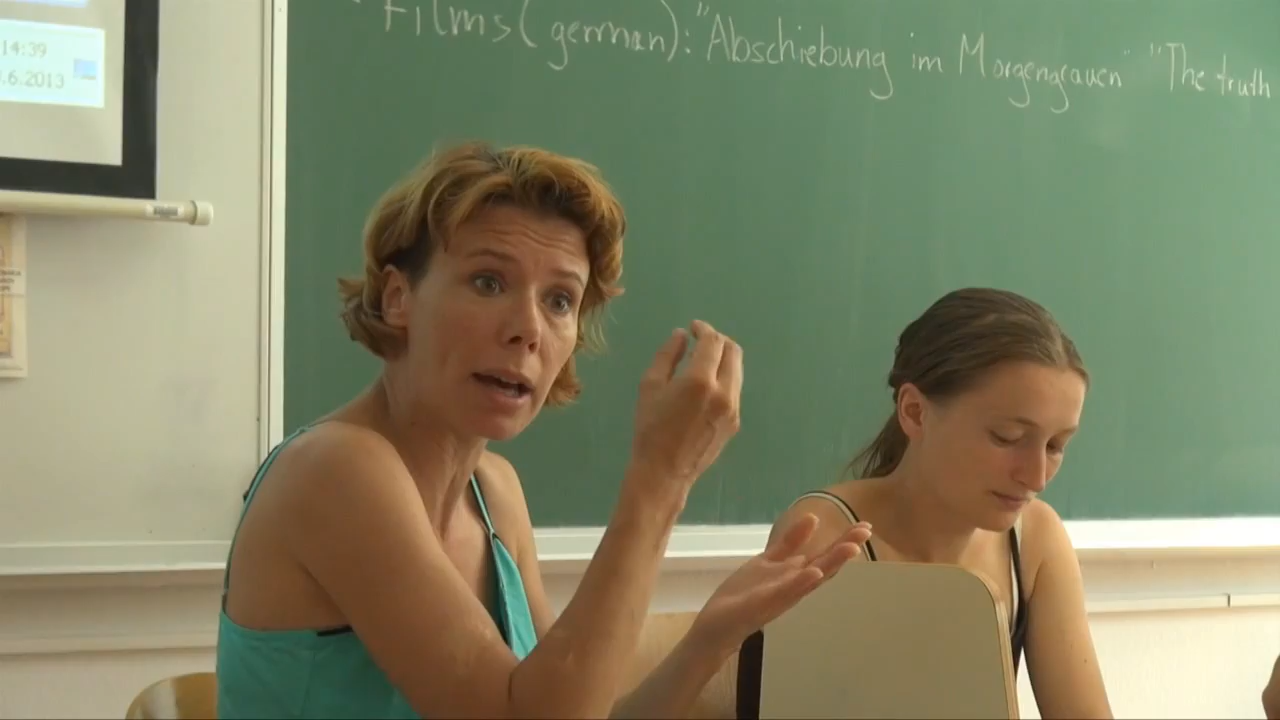 14:39
.6.2013
Films (german): "Abschiebung im Morgengrauen" "The truth